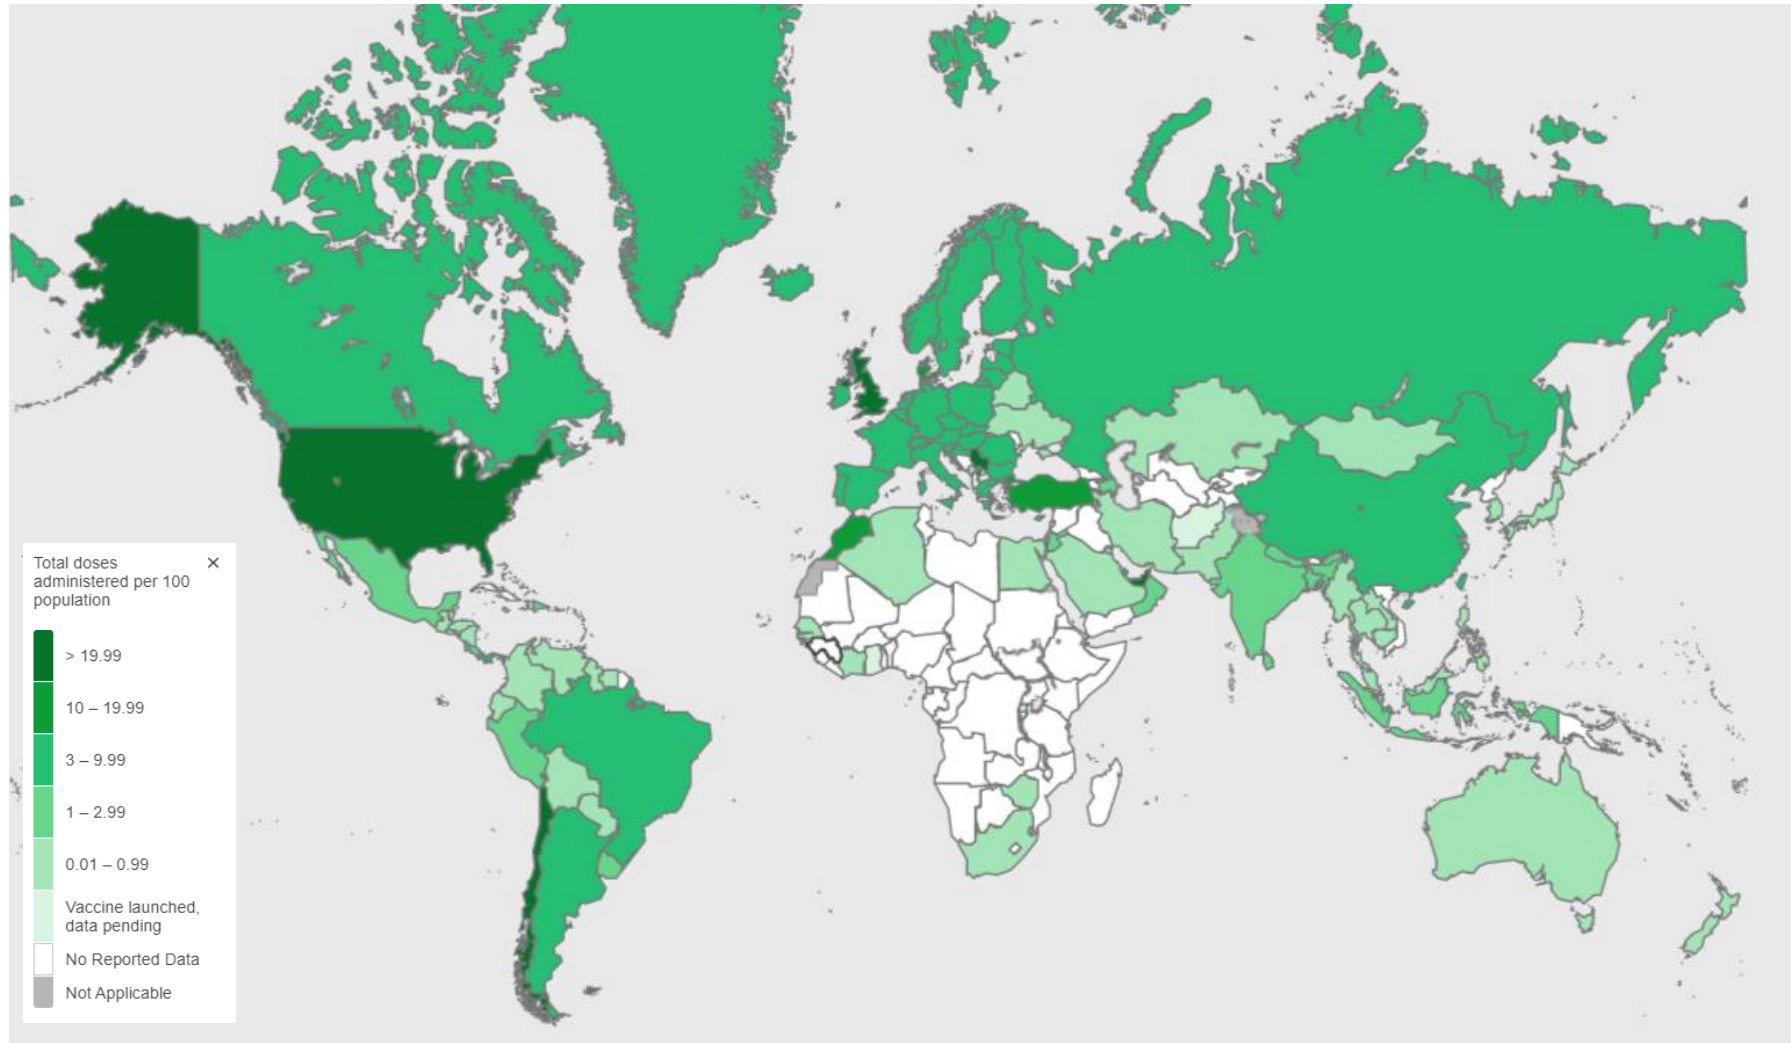 Total doses
administered per 100
population
×
> 19.99
10 – 19.99
3 – 9.99
1 – 2.99
0.01 – 0.99
Vaccine launched,
data pending
No Reported Data
Not Applicable